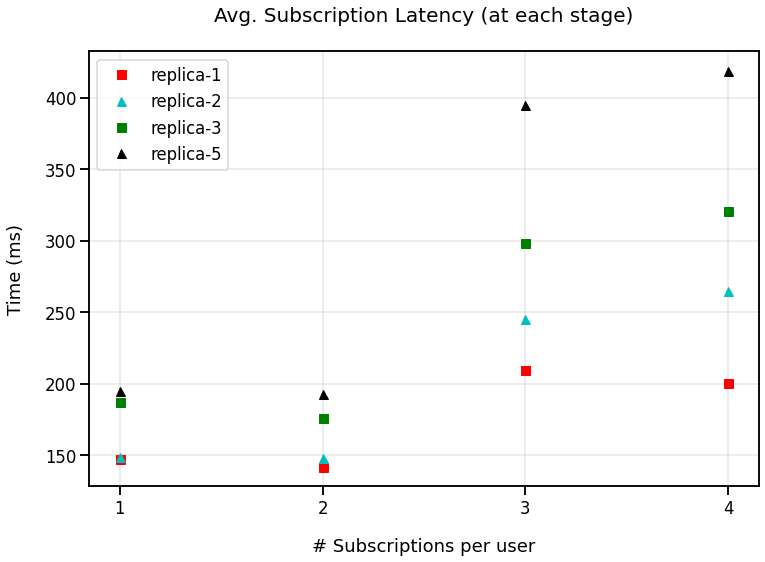 Avg. Subscription Latency (at each stage)
replica-1
replica-2
replica-3
replica-5
400
350
300
250
200
150
Time (ms)
1 2 3 4
# Subscriptions per user